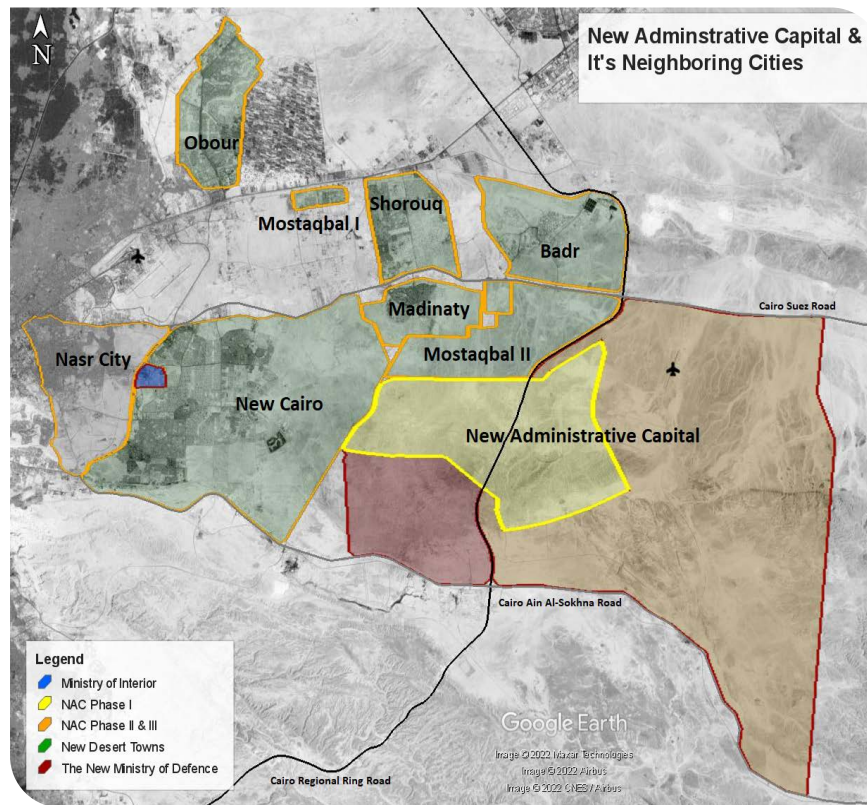 New Adminstrative Capital &
It's Neighboring Cities
N
Obour
Mostaqbal I
Shorouq
Badr
Cairo Suez Road
Madinaty
Nasr City
Mostaqbal II
New Cairo
New Administrative Capital
Cairo Ain Al-Sokhna Road
Legend
Ministry of Interior
NAC Phase I
NAC Phase II & III
New Desert Towns
The New Ministry of Defence
Google Earth
Image © 2022 Maxar Technologies
Image © 2022 Airbus
Image © 2022 CNES / Airbus
Cairo Regional Ring Road